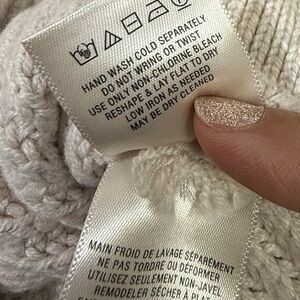 HAND WASH COLD SEPARATELY
DO NOT WRING OR TWIST
USE ONLY NON-CHLORINE BLEACH
RESHAPE & LAY FLAT TO DRY
LOW IRON AS NEEDED
MAY BE DRY CLEANED
MAIN FROID DE LAVAGE SÉPARÉMENT
NE PAS TORDRE OU DÉFORMER
UTILISEZ SEULEMENT NON-JAVEL
REMODELER SÉCHER À PLAT